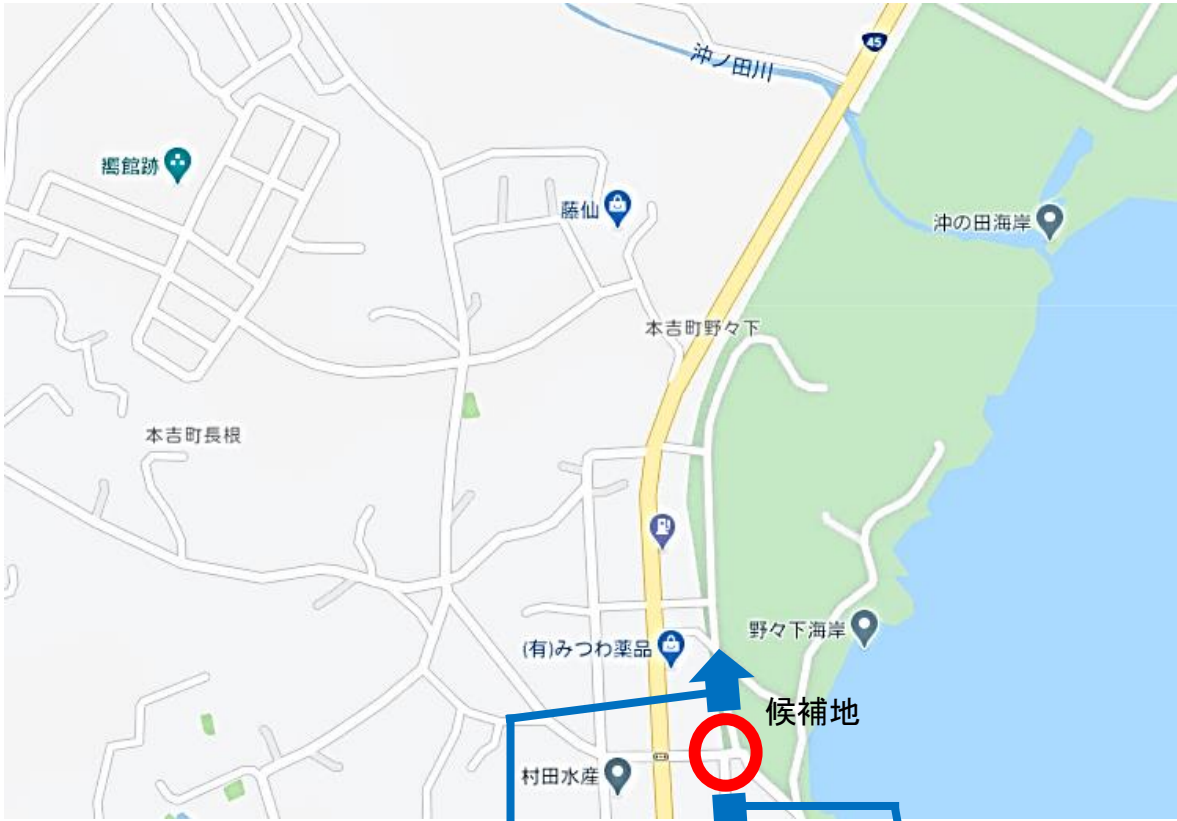 45
沖ノ田川
館跡
藤仙
沖の田海岸
本吉町野々下
本吉町長根
(有)みつわ薬品
野々下海岸
候補地
村田水産